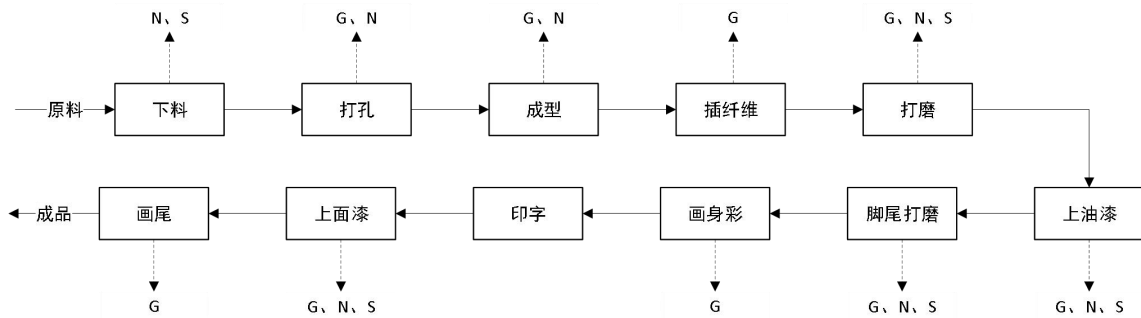 N、S
G、N
G、N
G
G、N、S
原料
下料
打孔
成型
插纤维
打磨
成品
画尾
上面漆
印字
画身彩
脚尾打磨
上油漆
G
G、N、S
G
G、N、S
G、N、S